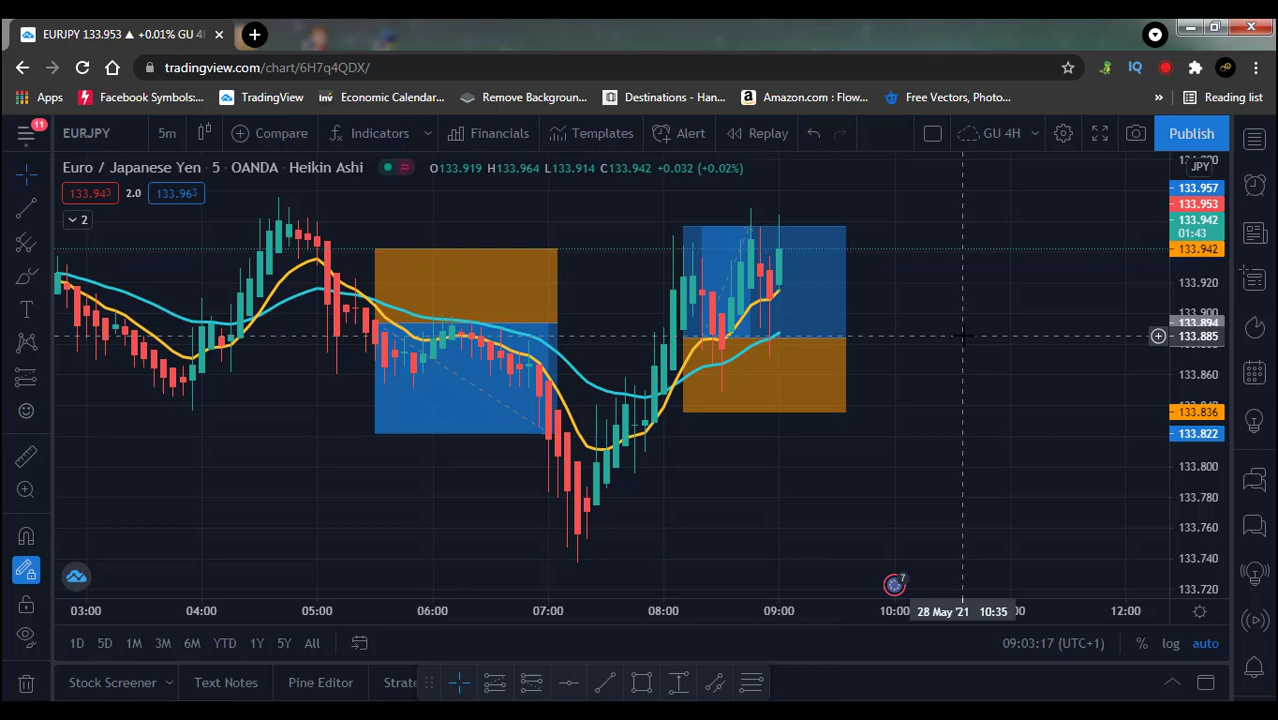 EURJPY 133.953 ▲ +0.01% GU 4H
tradingview.com/chart/6H7q4QDX/
Apps Facebook Symbols:... TradingView Economic Calendar... Remove Backgroun... Destinations - Han... Amazon.com : Flow... Free Vectors, Photo... » Reading list
11
EURJPY 5m Compare Indicators Financials Templates Alert Replay GU 4H Publish
Euro / Japanese Yen · 5 · OANDA · Heikin Ashi O133.919 H133.964 L133.914 C133.942 +0.032 (+0.02%)
JPY
133.943 2.0 133.963
2
133.957
133.953
133.942
01:43
133.942
133.920
133.900
133.894
133.885
133.860
133.836
133.822
133.800
133.780
133.760
133.740
133.720
7
03:00 04:00 05:00 06:00 07:00 08:00 09:00 10:00 28 May '21 10:35 12:00
1D 5D 1M 3M 6M YTD 1Y 5Y All 09:03:17 (UTC+1) % log auto
Stock Screener Text Notes Pine Editor Strate